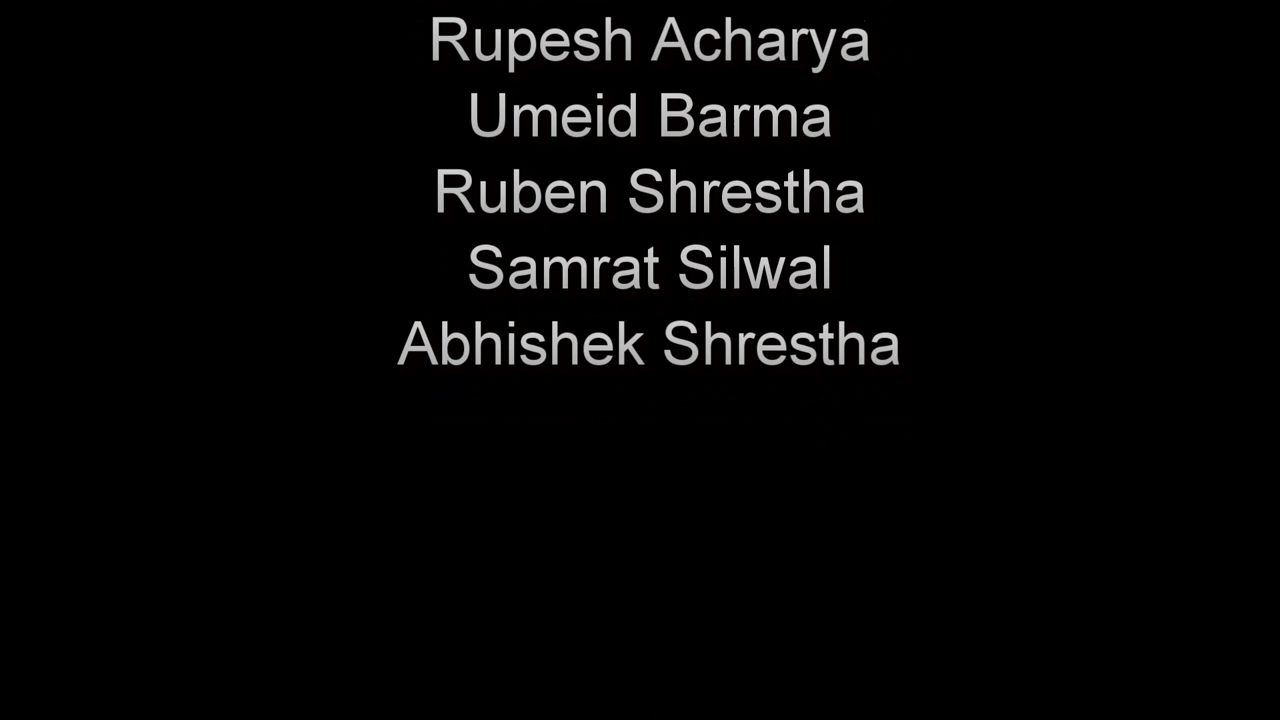 Rupesh Acharya
Umeid Barma
Ruben Shrestha
Samrat Silwal
Abhishek Shrestha